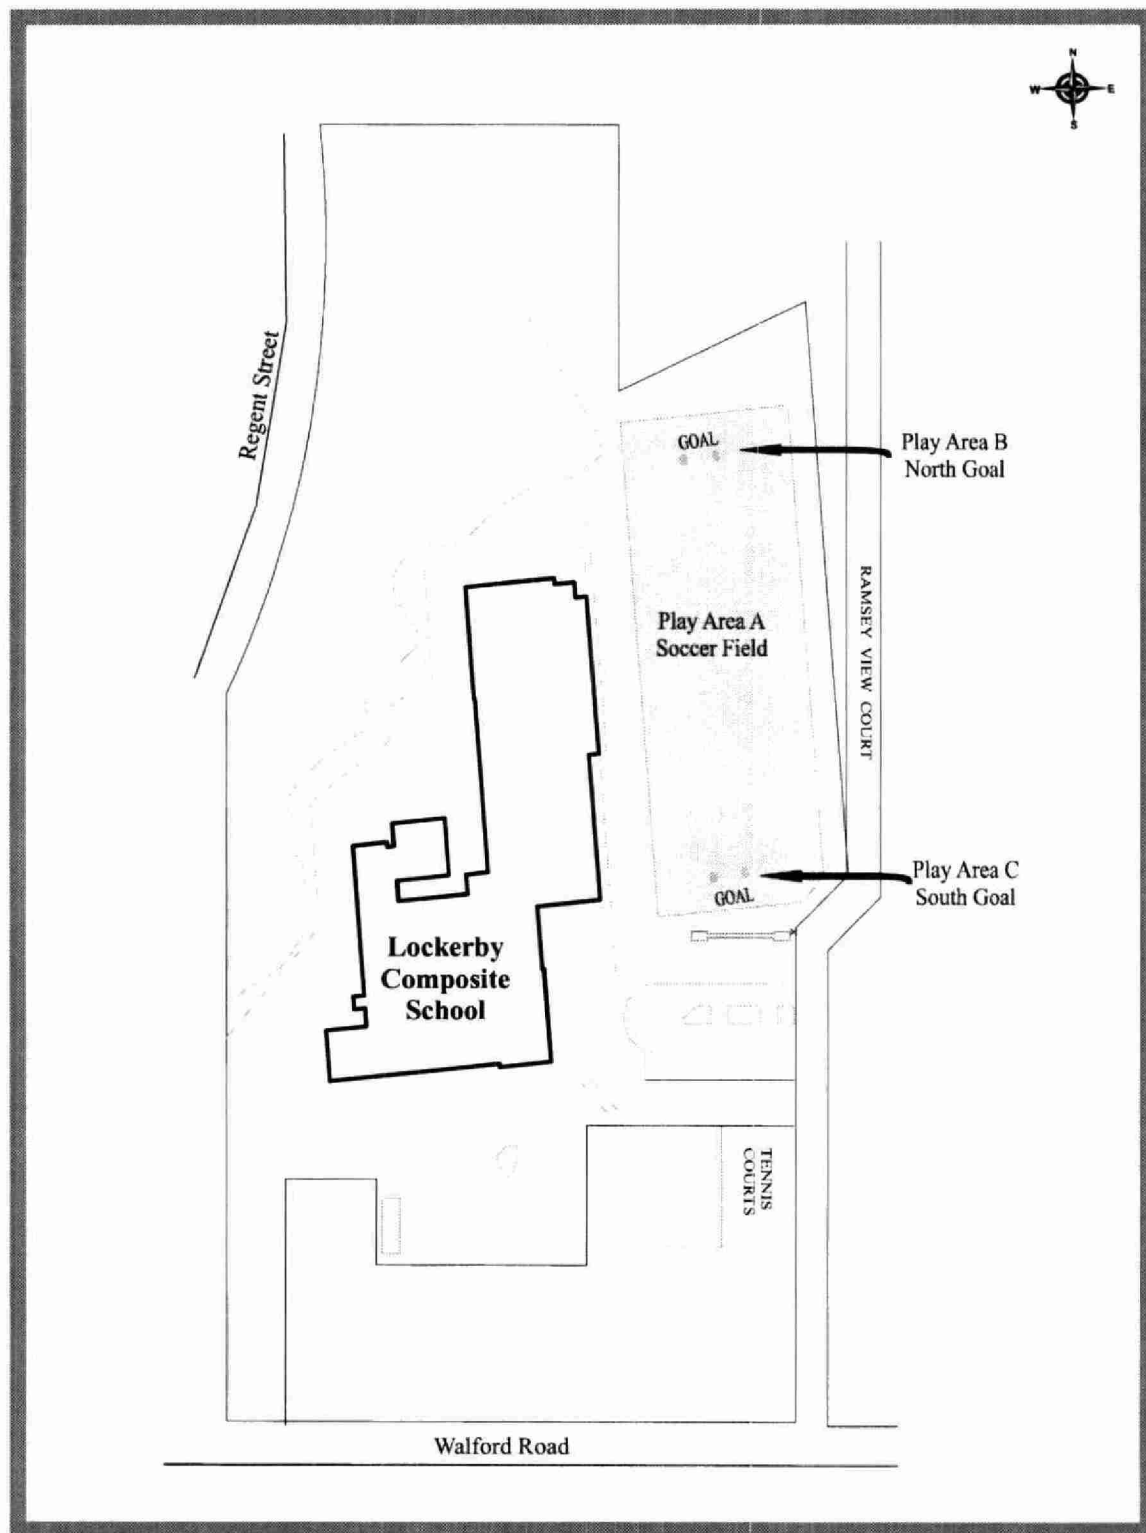 N
W E
S
Regent Street
GOAL
Play Area B
North Goal
Play Area A
Soccer Field
RAMSEY VIEW COURT
Play Area C
South Goal
GOAL
Lockerby
Composite
School
TENNIS
COURTS
Walford Road